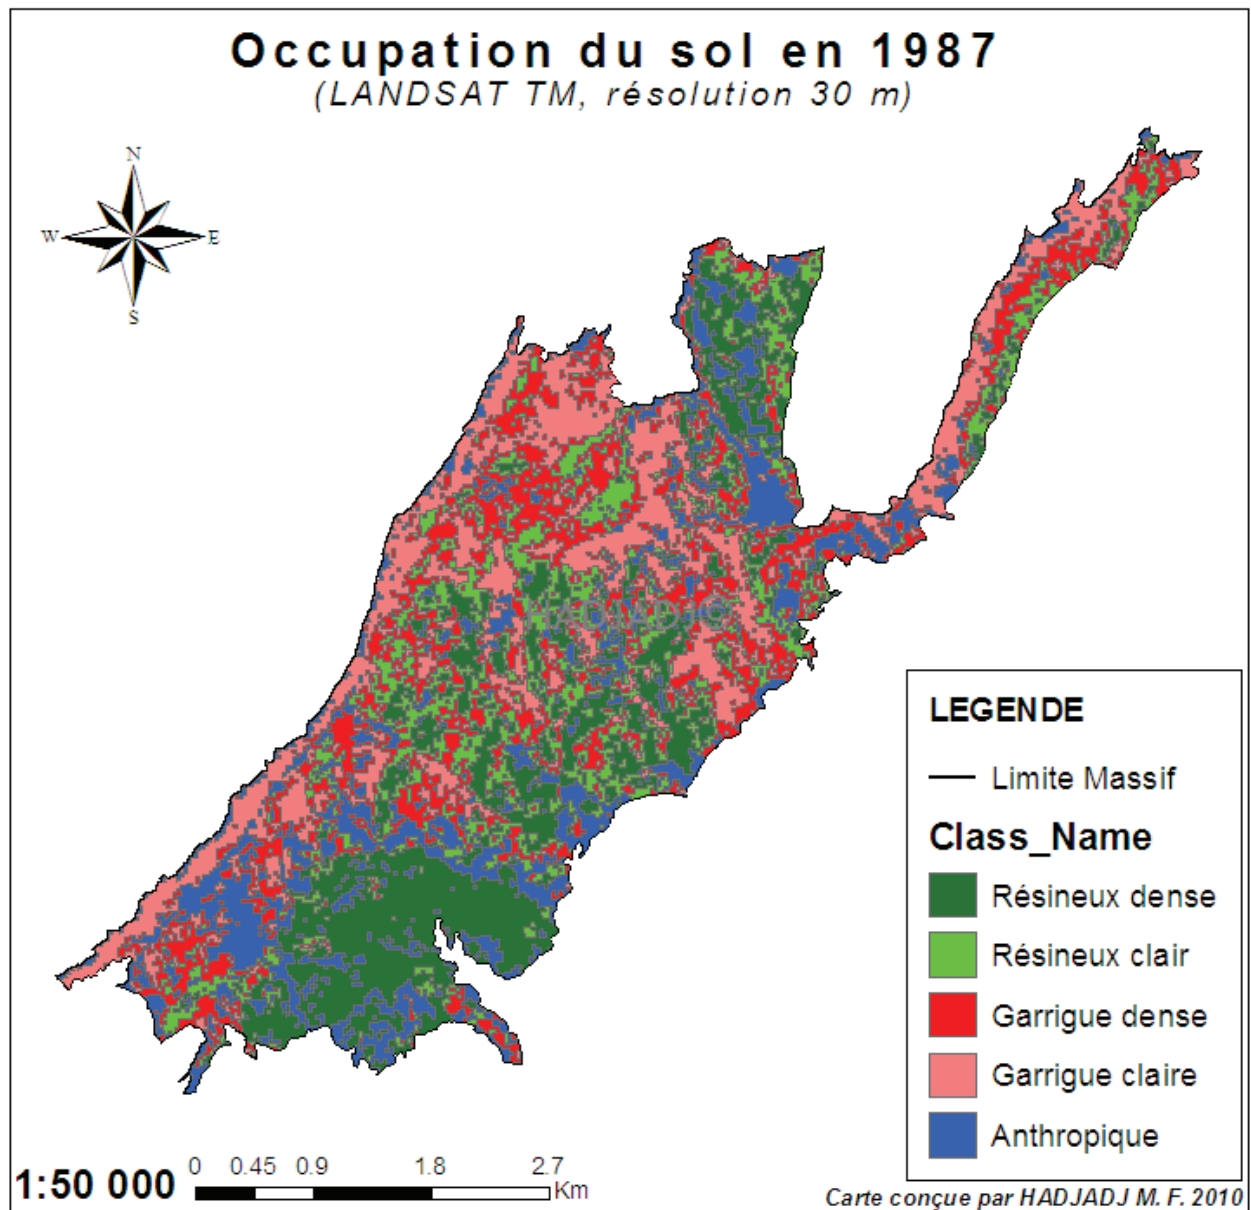 Occupation du sol en 1987
(LANDSAT TM, résolution 30 m)
N
W E
S
HADJADJ©
LEGENDE
Limite Massif
Class_Name
Résineux dense
Résineux clair
Garrigue dense
Garrigue claire
Anthropique
1:50 000
0 0.45 0.9 1.8 2.7
Km
Carte conçue par HADJADJ M. F. 2010